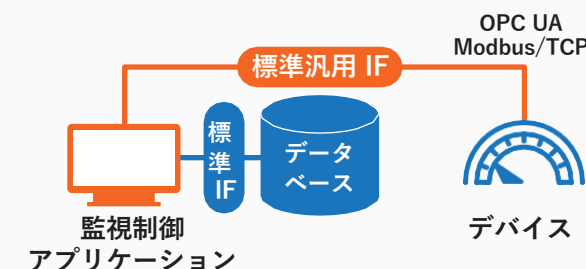 OPC UA
Modbus/TCP
標準汎用 IF
標
準
IF
データ
ベース
監視制御
アプリケーション
デバイス